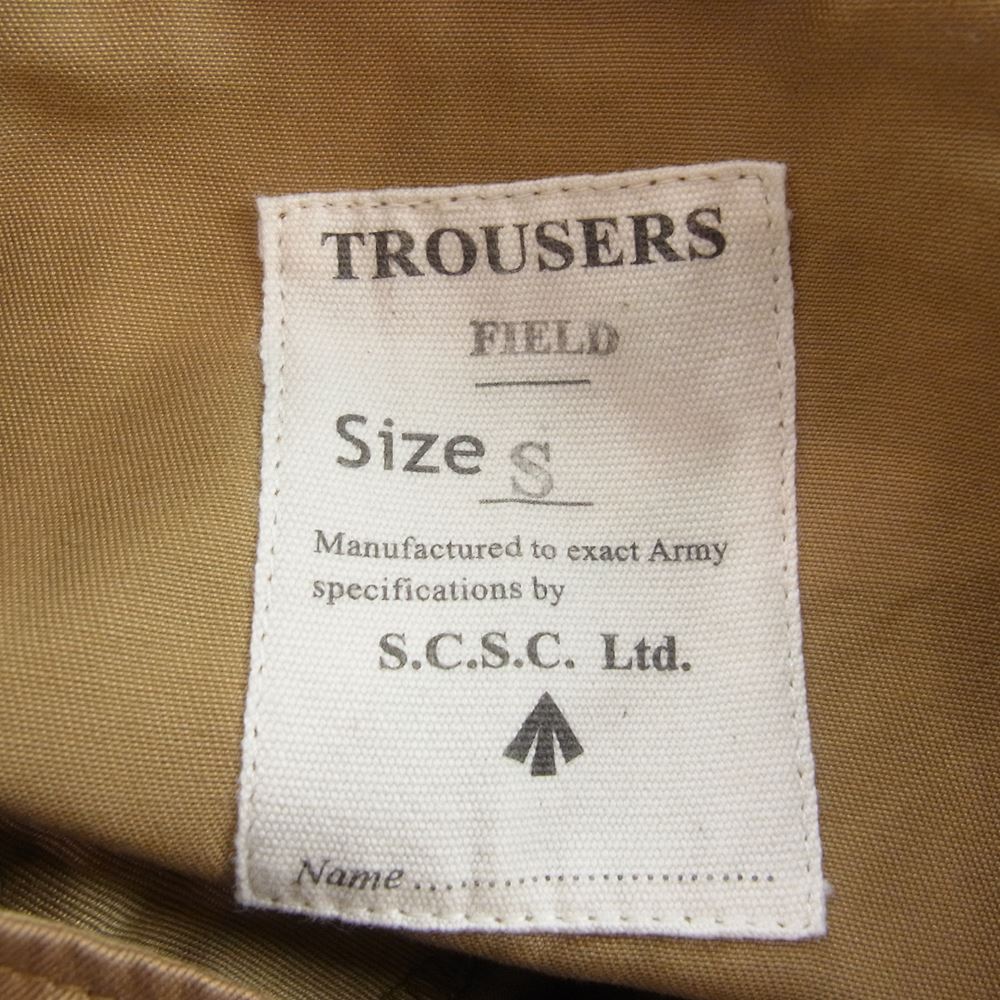 TROUSERS
FIELD
Size S
Manufactured to exact Army
specifications by
S.C.S.C. Ltd.
Name..............................